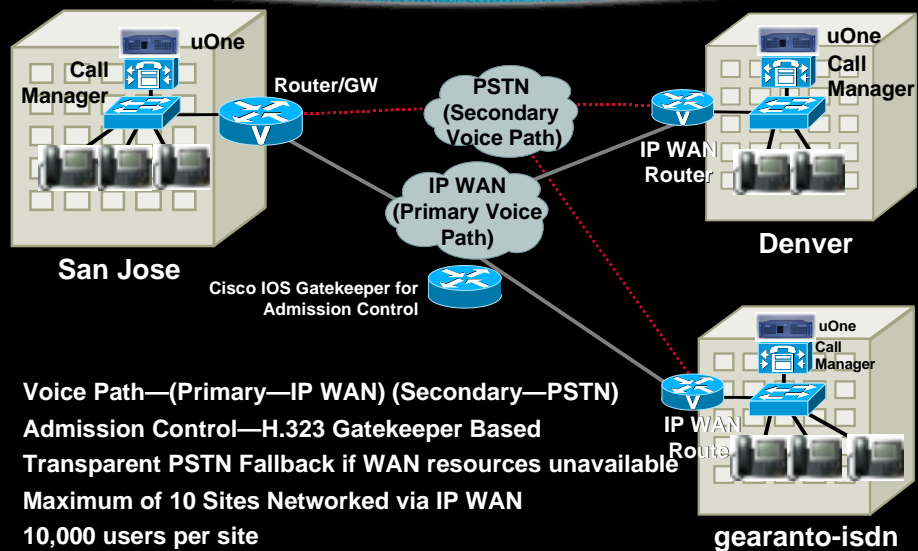 uOne
Call
Manager
San Jose
Router/GW
V
PSTN
(Secondary
Voice Path)
IP WAN
(Primary Voice
Path)
Cisco IOS Gatekeeper for
Admission Control
uOne
Call
Manager
V
IP WAN
Router
Denver
uOne
Call
Manager
V
IP WAN
Route
gearanto-isdn
Voice Path—(Primary—IP WAN) (Secondary—PSTN)
Admission Control—H.323 Gatekeeper Based
Transparent PSTN Fallback if WAN resources unavailable
Maximum of 10 Sites Networked via IP WAN
10,000 users per site